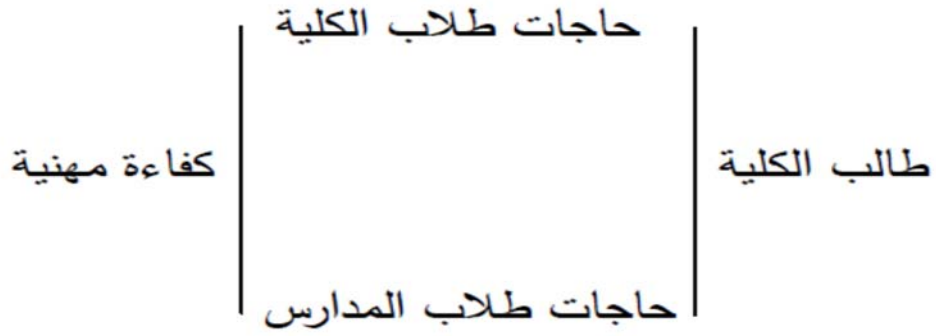 حاجات طلاب الكلية
طالب الكلية
كفاءة مهنية
حاجات طلاب المدارس